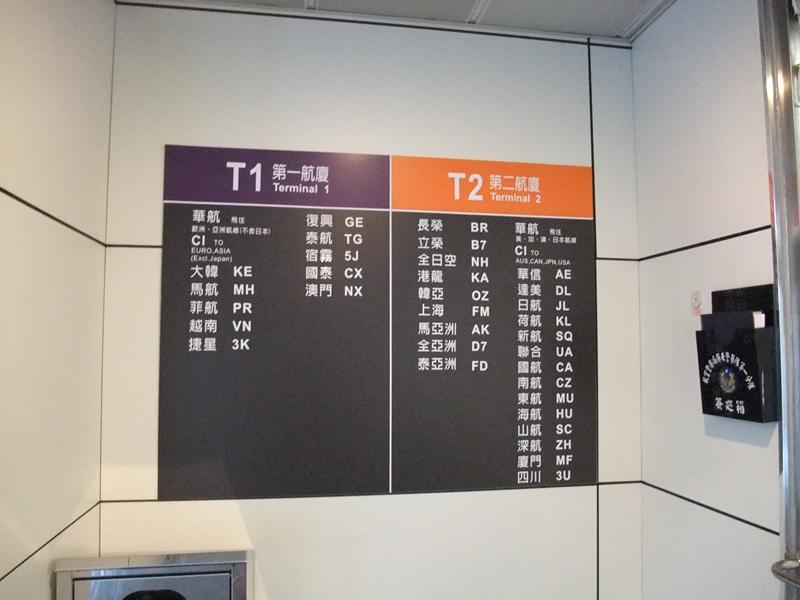 T1 第一航廈
Terminal 1
華航 飛往
歐洲、亞洲航線(不含日本)
CI TO
EURO,ASIA
(Excl.Japan)
大韓 KE
馬航 MH
菲航 PR
越南 VN
捷星 3K
復興 GE
泰航 TG
宿霧 5J
國泰 CX
澳門 NX
T2 第二航廈
Terminal 2
長榮 BR
立榮 B7
全日空 NH
港龍 KA
韓亞 OZ
上海 FM
馬亞洲 AK
全亞洲 D7
泰亞洲 FD
華航 飛往
美、加、澳、日本航線
CI TO
AUS,CAN,JPN,USA
華信 AE
達美 DL
日航 JL
荷航 KL
新航 SQ
聯合 UA
國航 CA
南航 CZ
東航 MU
海航 HU
山航 SC
深航 ZH
廈門 MF
四川 3U
簽巡箱